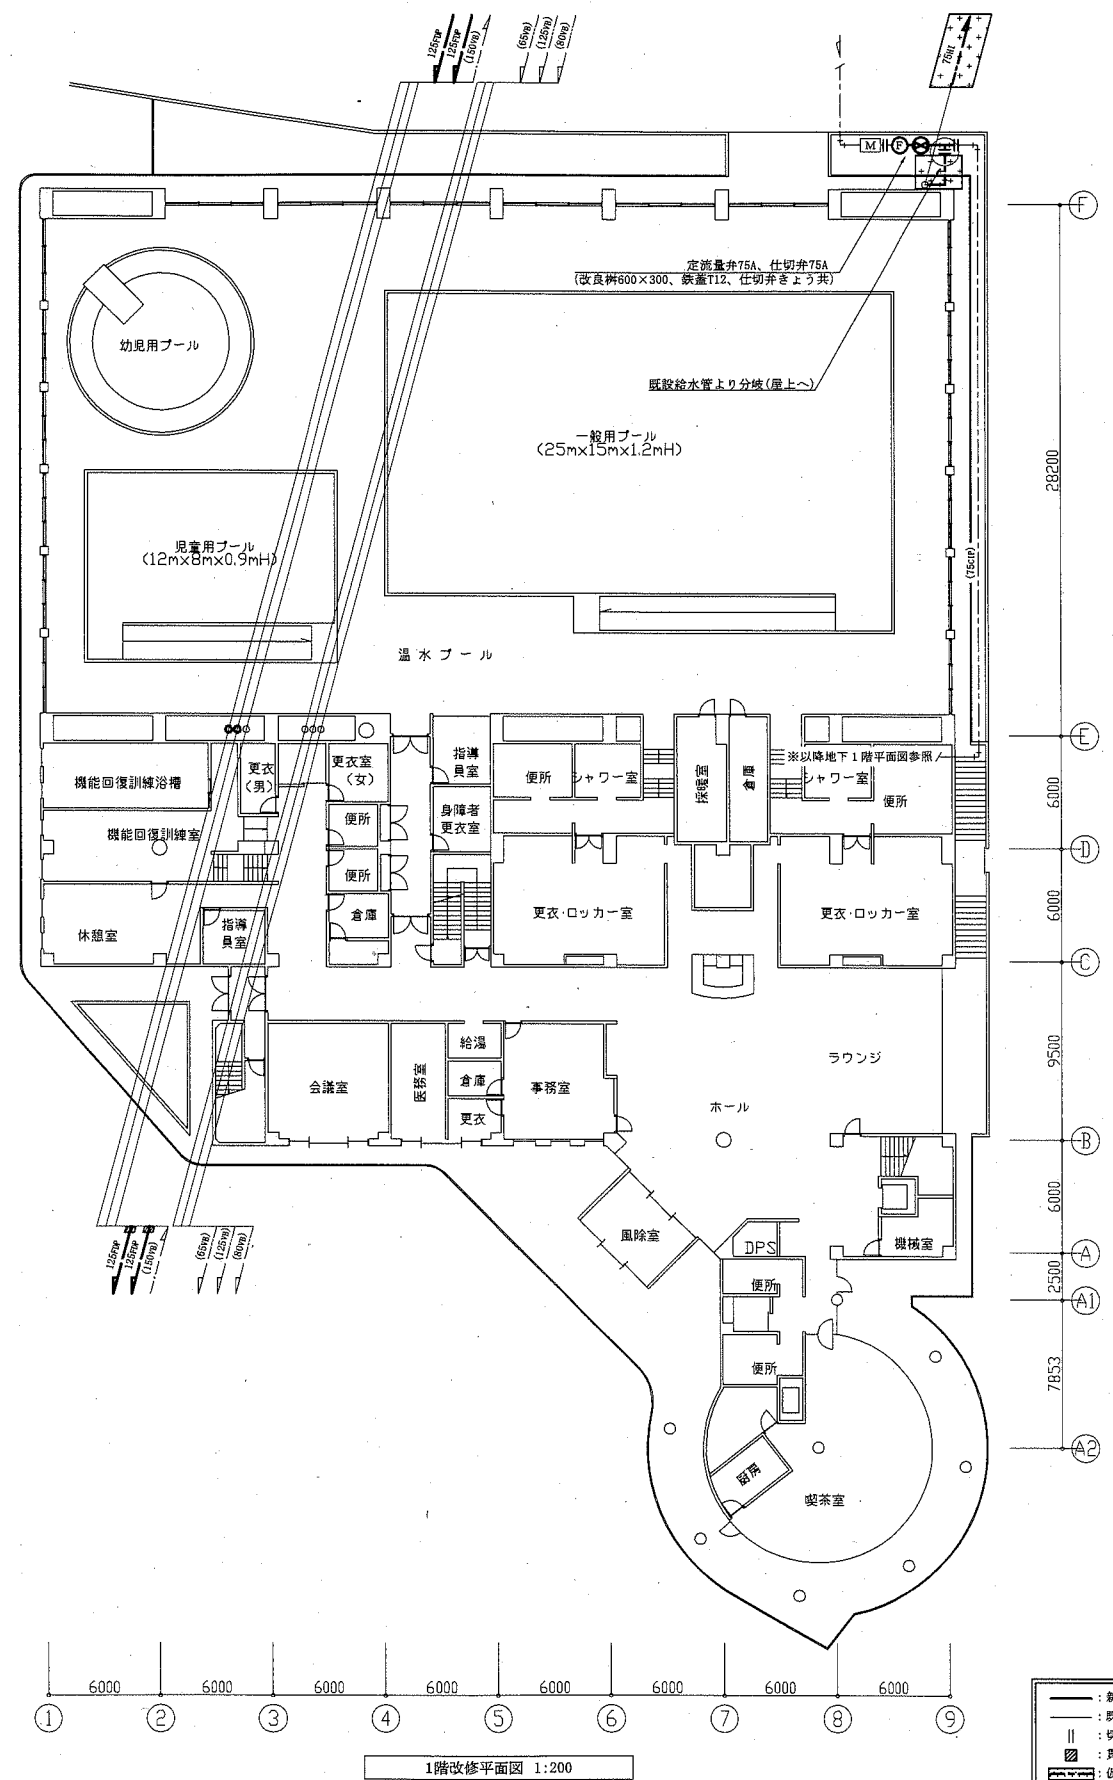 125FDP
125FDP
(150VB)
(65VB)
(125VB)
(80VB)
75HI
M
F
F
定流量弁75A、仕切弁75A
(改良桝600×300、鉄蓋T12、仕切弁きょう共)
幼児用プール
既設給水管より分岐(屋上へ)
一般用プール
(25mx15mx1.2mH)
28200
児童用プール
(12mx8mx0.9mH)
(75CIP)
温水プール
E
機能回復訓練浴槽
更衣
(男)
更衣室
(女)
指導
員室
便所
シャワー室
採暖室
倉庫
※以降地下1階平面図参照
シャワー室
便所
6000
機能回復訓練室
便所
身障者
更衣室
D
便所
休憩室
指導
員室
倉庫
更衣・ロッカー室
更衣・ロッカー室
6000
C
会議室
医務室
給湯
倉庫
更衣
事務室
ラウンジ
ホール
9500
B
風除室
DPS
機械室
6000
A
便所
2500
A1
便所
7853
A2
厨房
喫茶室
125FDP
125FDP
(150VB)
(65VB)
(125VB)
(80VB)
6000
6000
6000
6000
6000
6000
6000
6000
1
2
3
4
5
6
7
8
9
1階改修平面図 1:200